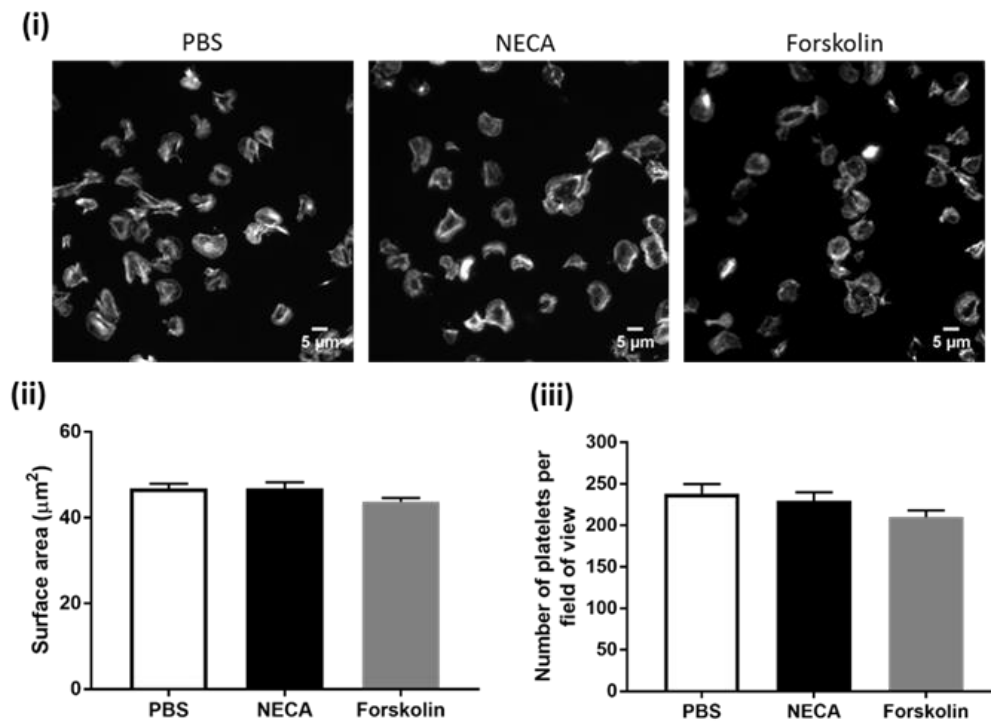 (i)
PBS
NECA
Forskolin
5 μm
5 μm
5 μm
(ii)
Surface area (μm²)
60
40
20
0
PBS
NECA
Forskolin
(iii)
Number of platelets per
field of view
300
250
200
150
100
50
0
PBS
NECA
Forskolin